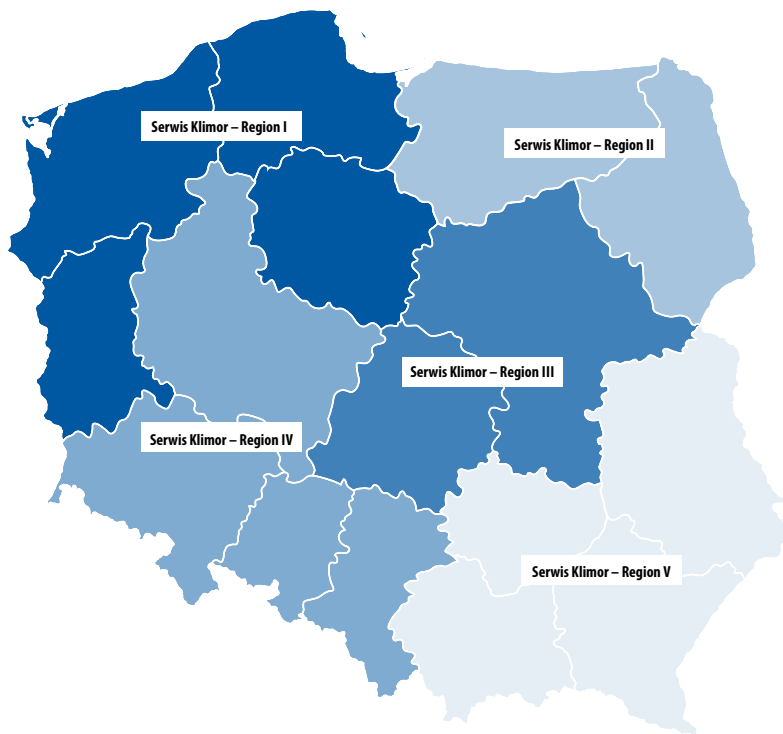 Serwis Klimor – Region I
Serwis Klimor – Region II
Serwis Klimor – Region III
Serwis Klimor – Region IV
Serwis Klimor – Region V